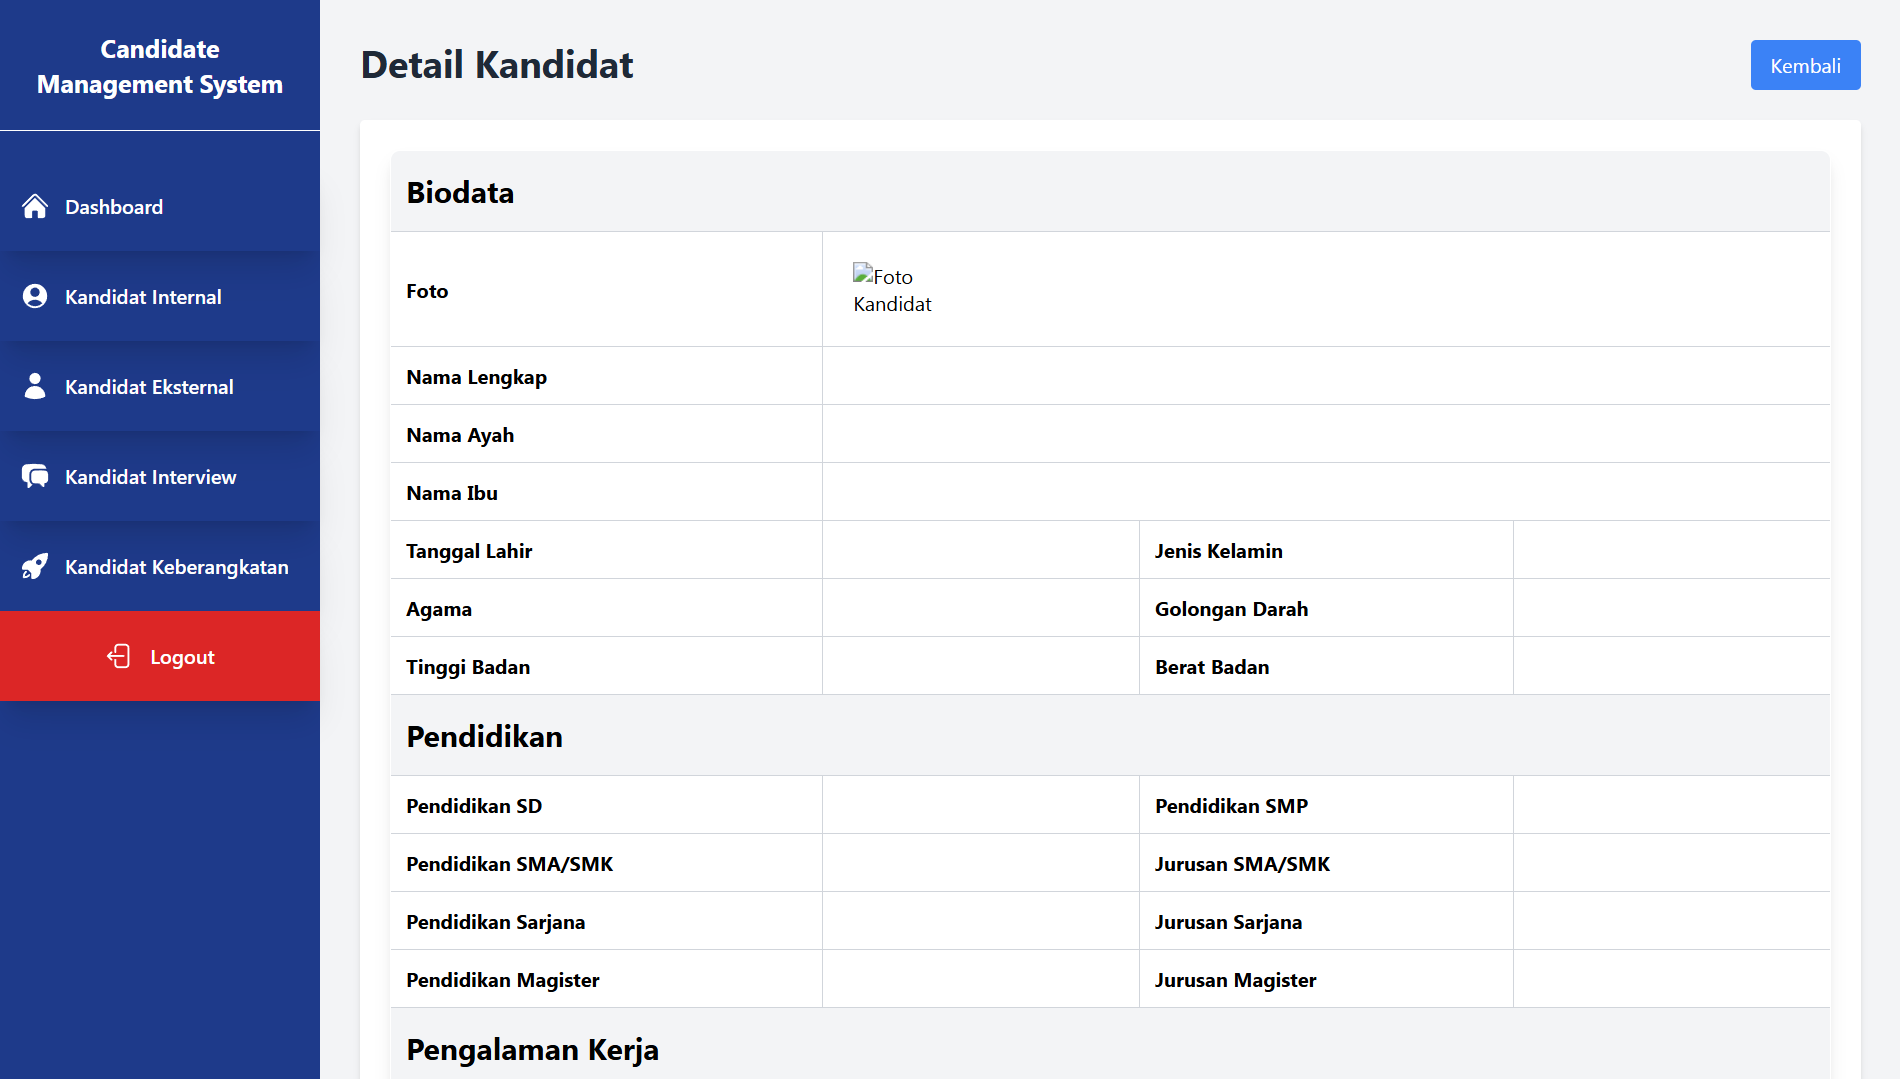 Candidate
Management System
Dashboard
Kandidat Internal
Kandidat Eksternal
Kandidat Interview
Kandidat Keberangkatan
Logout
Detail Kandidat
Kembali
Biodata
Foto
Foto
Kandidat
Nama Lengkap
Nama Ayah
Nama Ibu
Tanggal Lahir
Jenis Kelamin
Agama
Golongan Darah
Tinggi Badan
Berat Badan
Pendidikan
Pendidikan SD
Pendidikan SMP
Pendidikan SMA/SMK
Jurusan SMA/SMK
Pendidikan Sarjana
Jurusan Sarjana
Pendidikan Magister
Jurusan Magister
Pengalaman Kerja